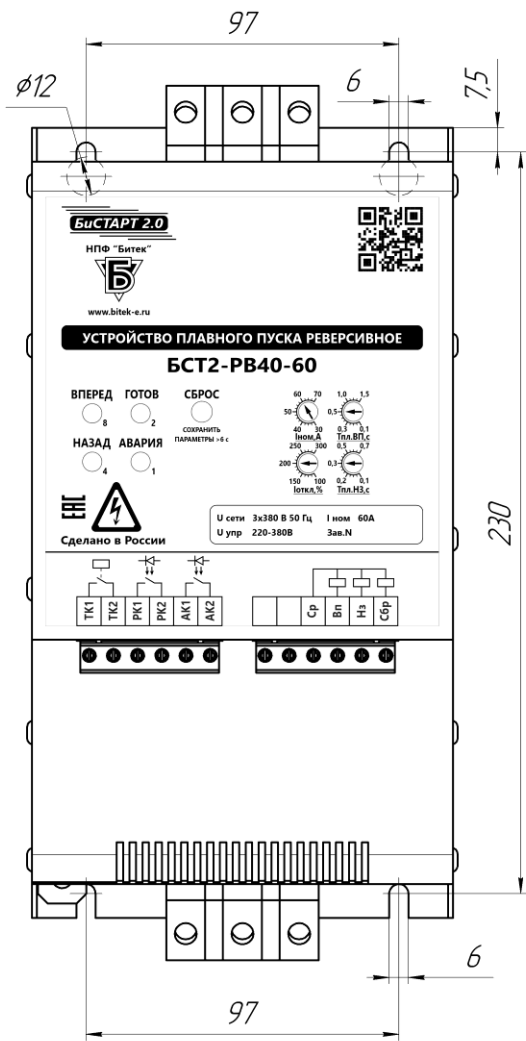 97
ϕ12
6
7,5
БиСТАРТ 2.0
НПФ "Битек"
Б
www.bitek-e.ru
УСТРОЙСТВО ПЛАВНОГО ПУСКА РЕВЕРСИВНОЕ
БСТ2-РВ40-60
ВПЕРЕД ГОТОВ СБРОС
8 2
СОХРАНИТЬ
ПАРАМЕТРЫ >6 с
НАЗАД АВАРИЯ
4 1
60 70
50
40 30
Iном,А
1,0 1,5
0,5
0,3 0,1
Тпл.ВП,с
250 300
200
150 100
Iоткл,%
0,5 0,7
0,3
0,2 0,1
Тпл.НЗ,с
EAC
Сделано в России
U сети 3х380 В 50 Гц I ном 60А
U упр 220-380В Зав.N
ТК1 ТК2 РК1 РК2 АК1 АК2
Ср Вп Нз Сбр
230
6
97